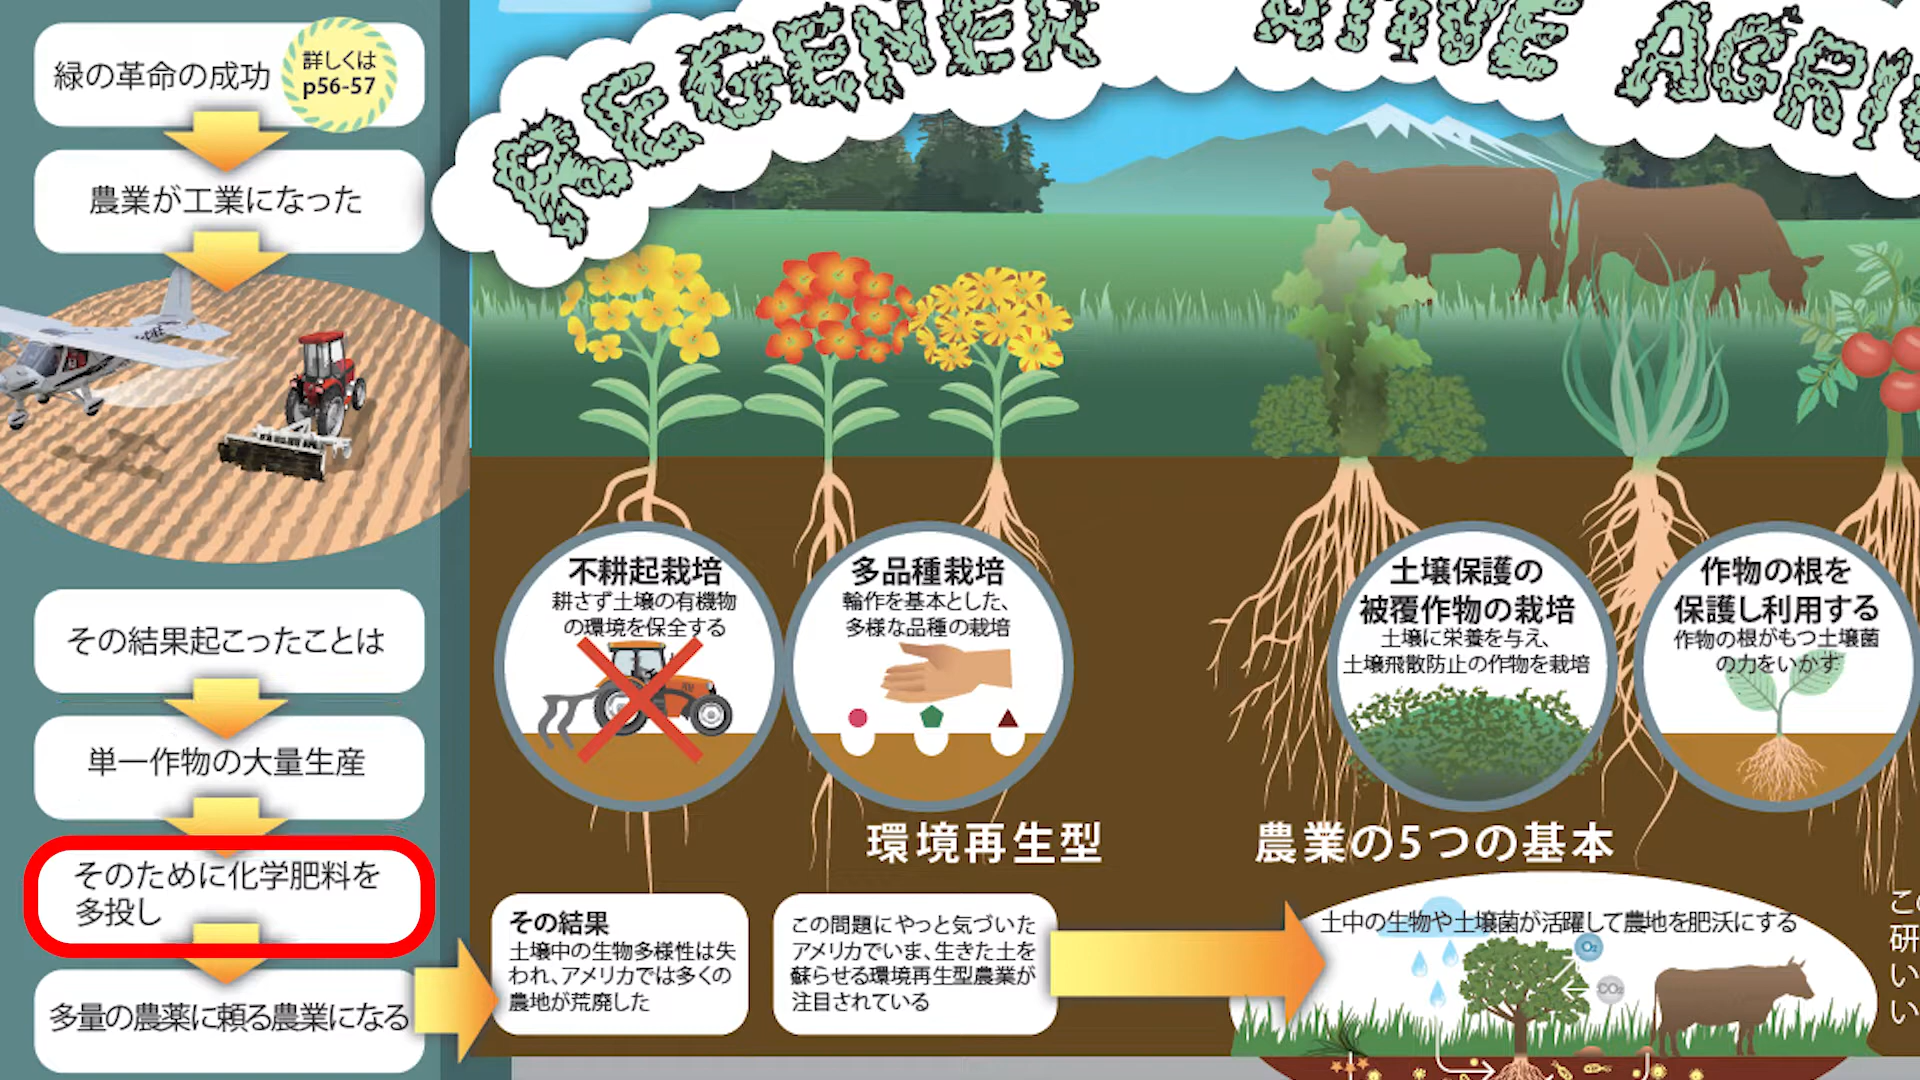 緑の革命の成功
詳しくは
p56-57
農業が工業になった
その結果起こったことは
単一作物の大量生産
そのために化学肥料を
多投し
多量の農薬に頼る農業になる
REGENER ATIVE AGRI
不耕起栽培
耕さず土壌の有機物
の環境を保全する
多品種栽培
輪作を基本とした、
多様な品種の栽培
土壌保護の
被覆作物の栽培
土壌に栄養を与え、
土壌飛散防止の作物を栽培
作物の根を
保護し利用する
作物の根がもつ土壌菌
の力をいかす
環境再生型 農業の5つの基本
その結果
土壌中の生物多様性は失
われ、アメリカでは多くの
農地が荒廃した
この問題にやっと気づいた
アメリカでいま、生きた土を
蘇らせる環境再生型農業が
注目されている
土中の生物や土壌菌が活躍して農地を肥沃にする
O₂
CO₂
こ
研
い
い